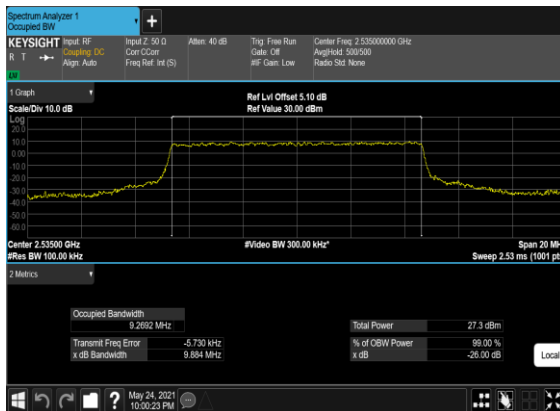 Spectrum Analyzer 1
Occupied BW
+
KEYSIGHT Input: RF Input Z: 50 Ω Atten: 40 dB Trig: Free Run Center Freq: 2.535000000 GHz
R T Coupling: DC Corr CCorr Gate: Off Avg|Hold: 500/500
Align: Auto Freq Ref: Int (S) #IF Gain: Low Radio Std: None
1 Graph
Ref Lvl Offset 5.10 dB
Scale/Div 10.0 dB Ref Value 30.00 dBm
Log
20.0
10.0
0.00
-10.0
-20.0
-30.0
-40.0
-50.0
-60.0
Center 2.53500 GHz #Video BW 300.00 kHz* Span 20 MH
#Res BW 100.00 kHz Sweep 2.53 ms (1001 pt
2 Metrics
Occupied Bandwidth
9.2692 MHz Total Power 27.3 dBm
Transmit Freq Error -5.730 kHz % of OBW Power 99.00 %
x dB Bandwidth 9.884 MHz x dB -26.00 dB
Local
? May 24, 2021
10:00:23 PM